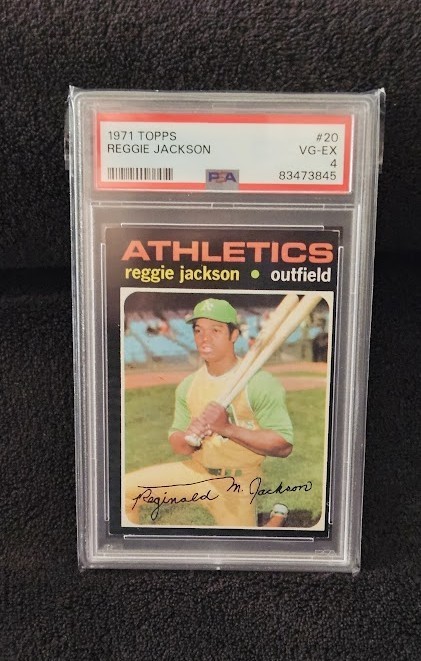 1971 TOPPS #20
REGGIE JACKSON VG-EX
4
PSA 83473845
ATHLETICS
reggie jackson • outfield
A's
Reginald M. Jackson